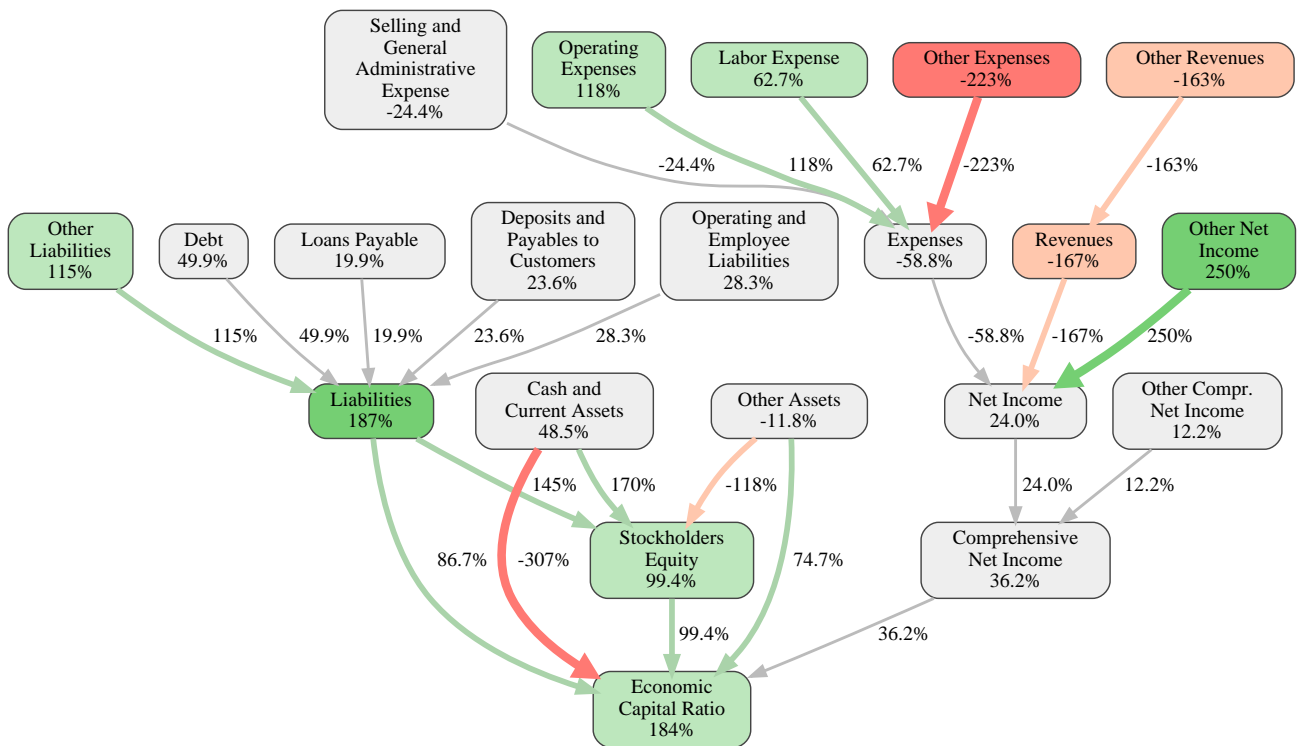 Selling and
General
Administrative
Expense
-24.4%
Operating
Expenses
118%
Labor Expense
62.7%
Other Expenses
-223%
Other Revenues
-163%
-24.4%
118%
62.7%
-223%
-163%
Other
Liabilities
115%
Debt
49.9%
Loans Payable
19.9%
Deposits and
Payables to
Customers
23.6%
Operating and
Employee
Liabilities
28.3%
Expenses
-58.8%
Revenues
-167%
Other Net
Income
250%
115%
49.9%
19.9%
23.6%
28.3%
-58.8%
-167%
250%
Liabilities
187%
Cash and
Current Assets
48.5%
Other Assets
-11.8%
Net Income
24.0%
Other Compr.
Net Income
12.2%
145%
170%
-118%
24.0%
12.2%
Stockholders
Equity
99.4%
Comprehensive
Net Income
36.2%
86.7%
-307%
74.7%
99.4%
36.2%
Economic
Capital Ratio
184%